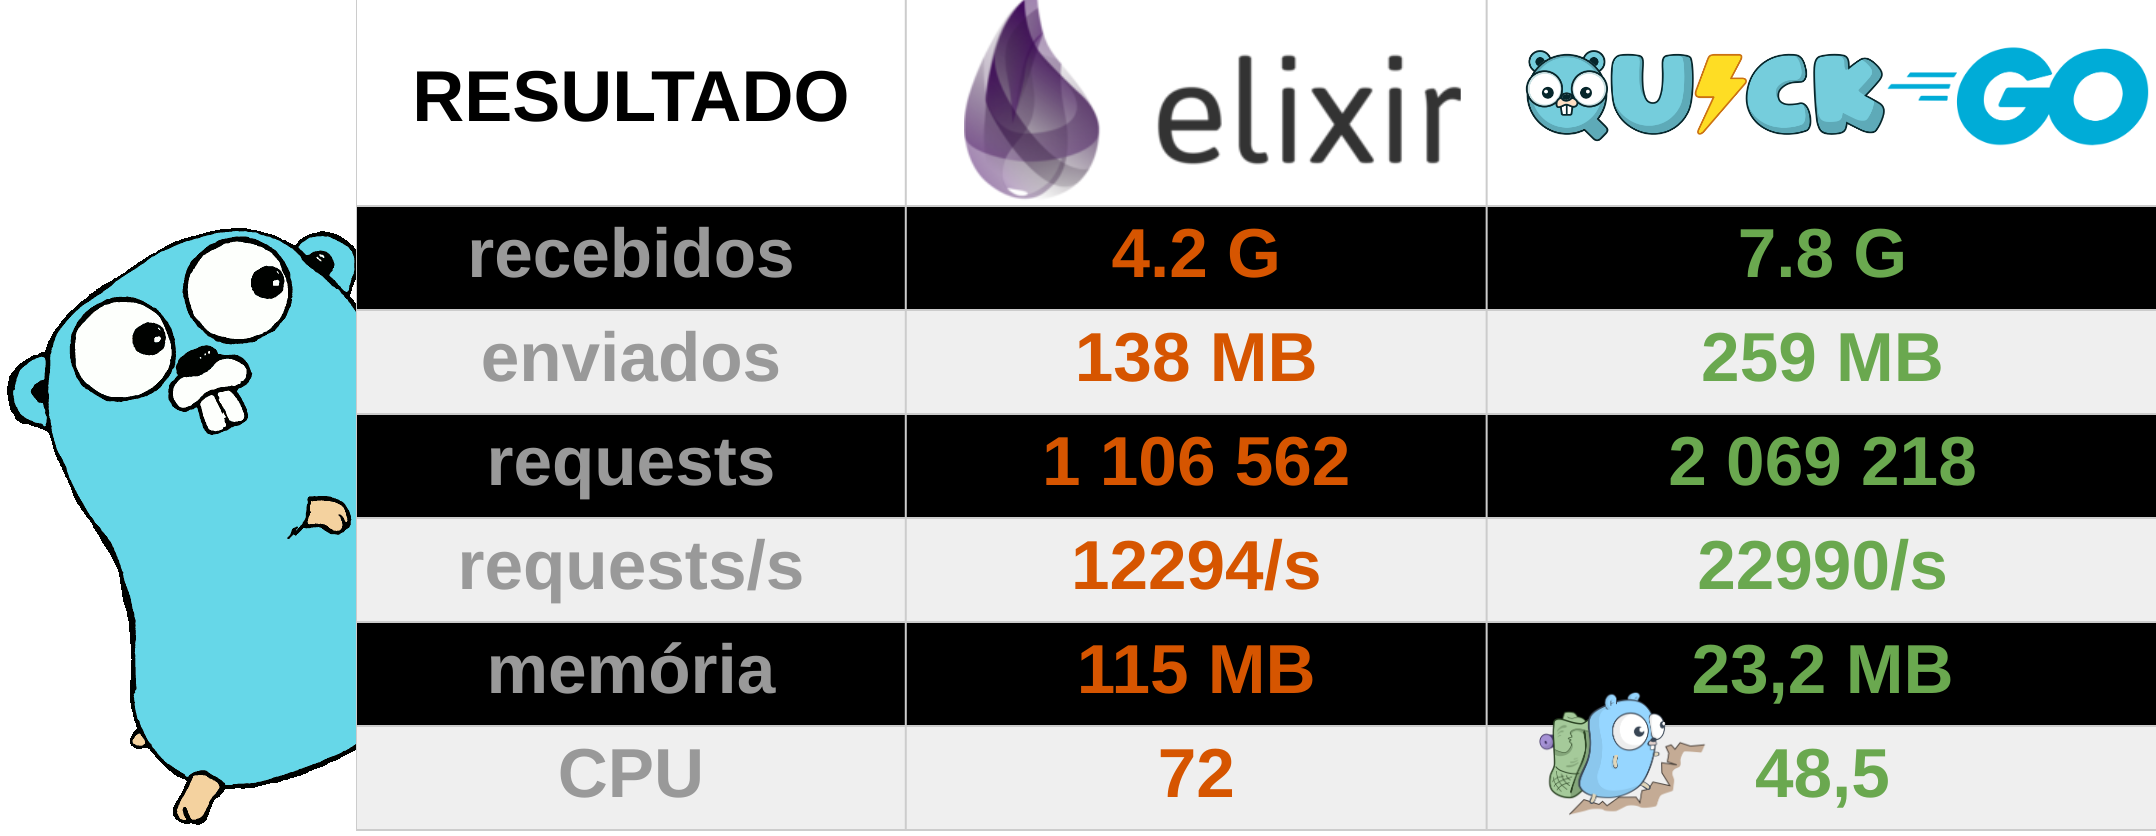 RESULTADO elixir QUICK GO
recebidos 4.2 G 7.8 G
enviados 138 MB 259 MB
requests 1 106 562 2 069 218
requests/s 12294/s 22990/s
memória 115 MB 23,2 MB
CPU 72 48,5